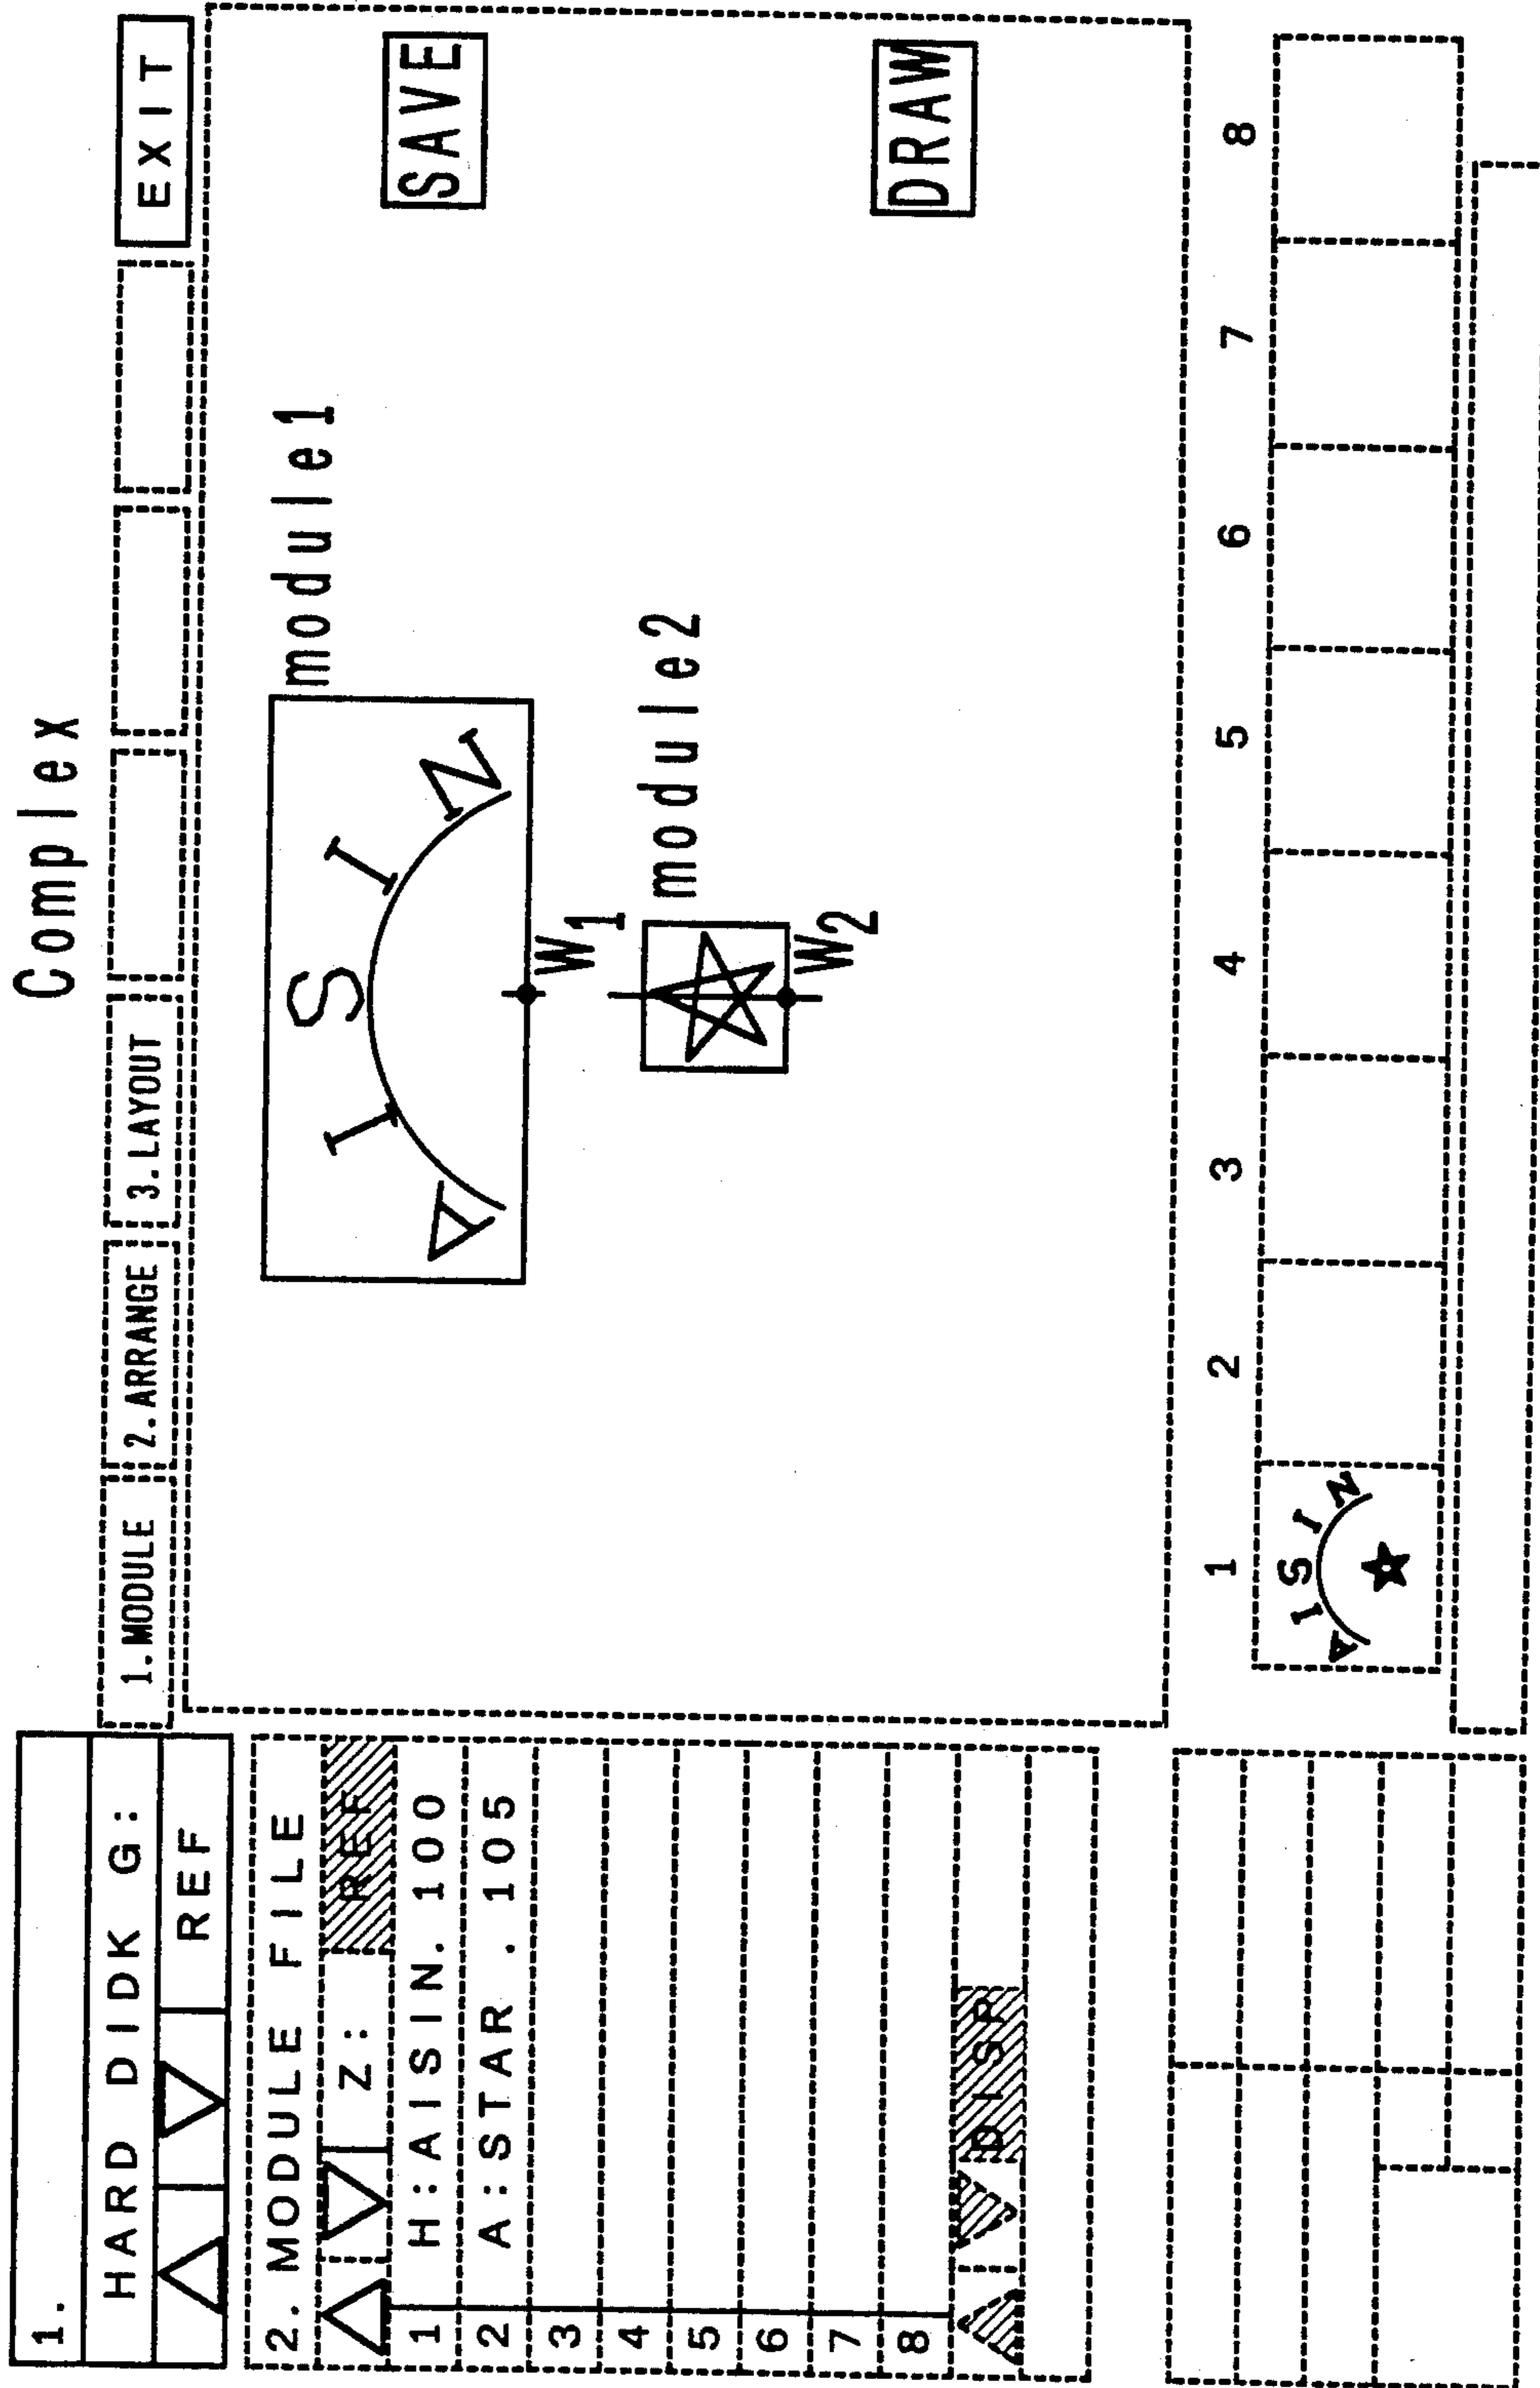 Complex
1.
HARD DIDK G:
REF
1.MODULE 2.ARRANGE 3.LAYOUT EXIT
2. MODULE FILE
Z: REF
1 H:AISIN.100
2 A:STAR .105
3
4
5
6
7
8
DISP
AISIN
module1
W1
module2
W2
SAVE
DRAW
1 2 3 4 5 6 7 8
AISIN